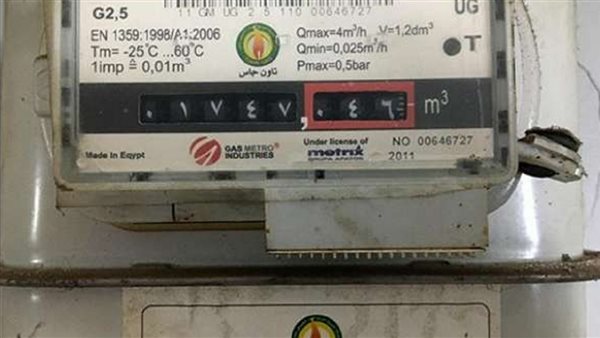 G2,5
11 GM UG 2 5 110 00646727
UG
EN 1359:1998/A1:2006
Tm= -25°C ...60°C
1imp ≙ 0,01m³
تاون جاس
Qmax=4m³/h, V=1,2dm³
Qmin=0,025m³/h
Pmax=0,5bar
T
٠١٧٤٧,٠٤٦ m³
Made in Egypt
GAS METRO
INDUSTRIES
Under license of
metrix
GRUPA APATOR
NO 00646727
2011